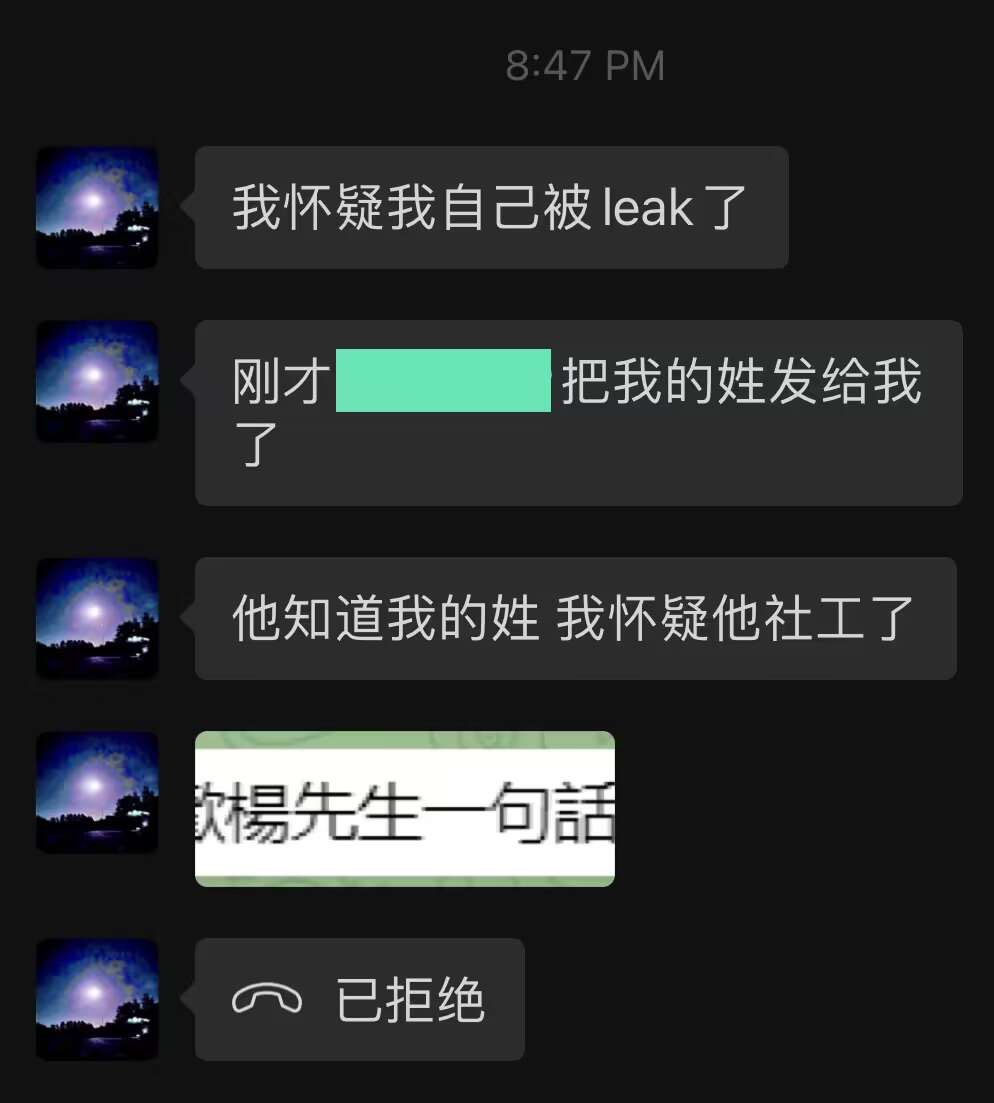 8:47 PM
我怀疑我自己被leak了
刚才 把我的姓发给我
了
他知道我的姓 我怀疑他社工了
楊先生一句話
已拒绝